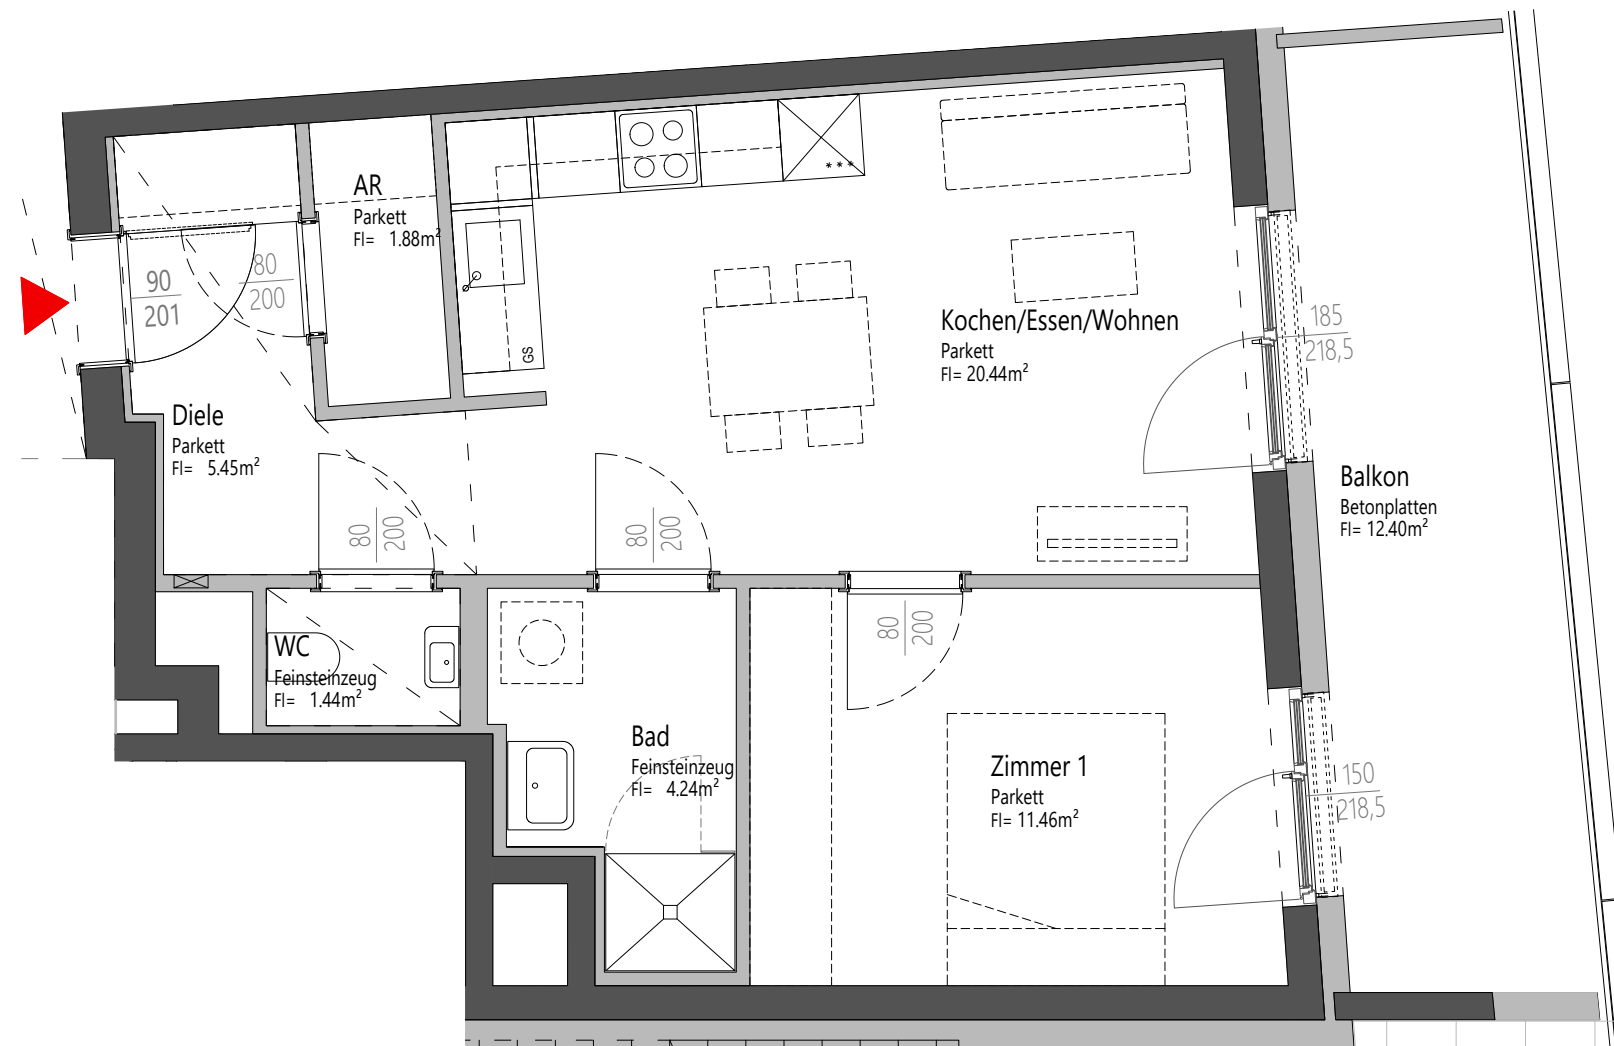 AR
Parkett
Fl= 1.88m²
90
201
80
200
GS
Kochen/Essen/Wohnen
Parkett
Fl= 20.44m²
185
218,5
Diele
Parkett
Fl= 5.45m²
Balkon
Betonplatten
Fl= 12.40m²
80
200
80
200
80
200
WC
Feinsteinzeug
Fl= 1.44m²
Bad
Feinsteinzeug
Fl= 4.24m²
Zimmer 1
Parkett
Fl= 11.46m²
150
218,5